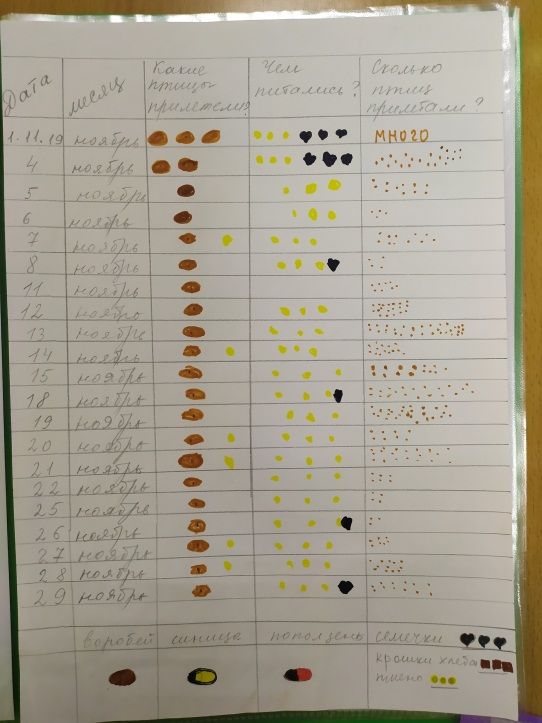 Дата месяц Какие птицы прилетели? Чем питались? Сколько птиц прилетали?
1.11.19 ноябрь много
4 ноябрь
5 ноябрь
6 ноябрь
7 ноябрь
8 ноябрь
11 ноябрь
12 ноябрь
13 ноябрь
14 ноябрь
15 ноябрь
18 ноябрь
19 ноябрь
20 ноябрь
21 ноябрь
22 ноябрь
25 ноябрь
26 ноябрь
27 ноябрь
28 ноябрь
29 ноябрь
воробей синица поползень семечки
крошки хлеба
пшено